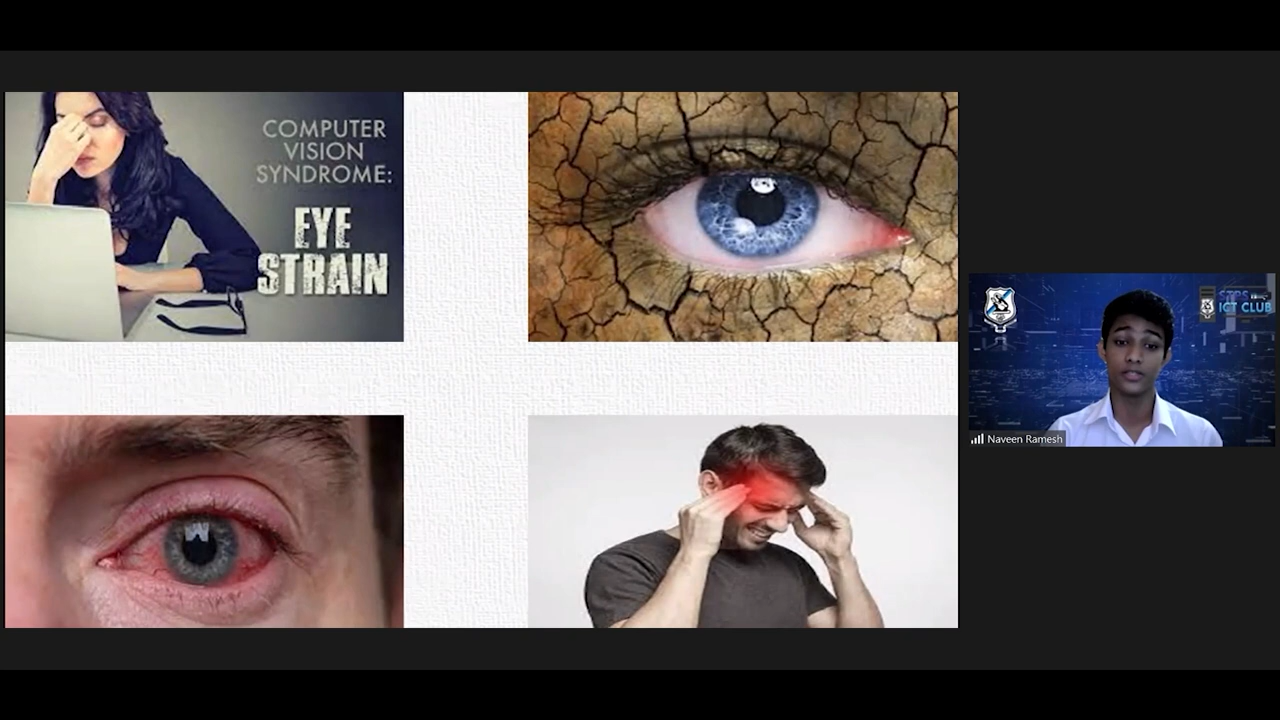 COMPUTER
VISION
SYNDROME:
EYE
STRAIN
ICT CLUB
Naveen Ramesh